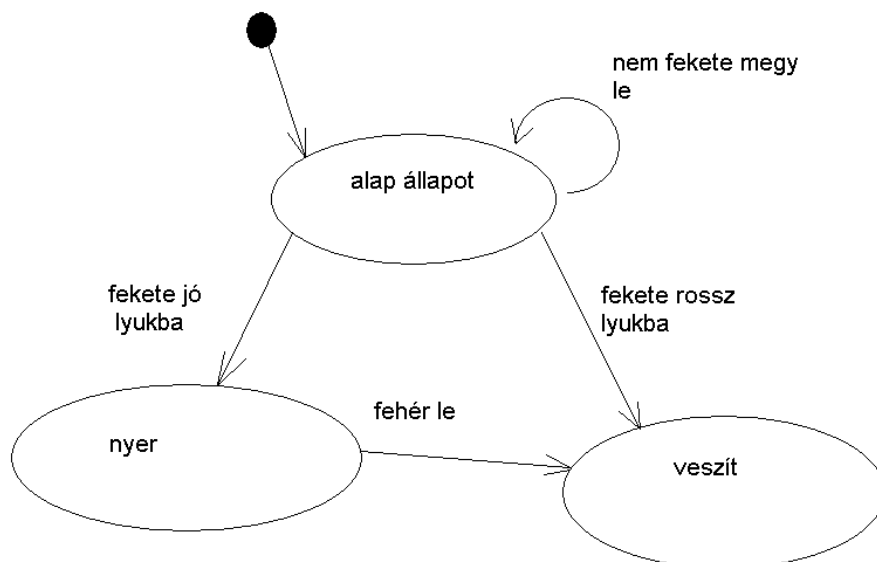 nem fekete megy
le
alap állapot
fekete jó
lyukba
fekete rossz
lyukba
fehér le
nyer
veszít